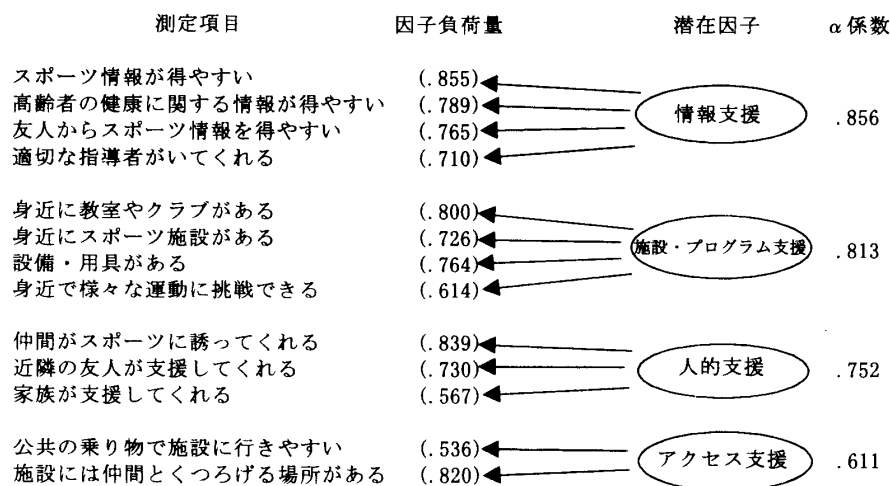 測定項目 因子負荷量 潜在因子 α係数
スポーツ情報が得やすい (.855)
高齢者の健康に関する情報が得やすい (.789)
友人からスポーツ情報を得やすい (.765)
適切な指導者がいてくれる (.710)
情報支援 .856
身近に教室やクラブがある (.800)
身近にスポーツ施設がある (.726)
設備・用具がある (.764)
身近で様々な運動に挑戦できる (.614)
施設・プログラム支援 .813
仲間がスポーツに誘ってくれる (.839)
近隣の友人が支援してくれる (.730)
家族が支援してくれる (.567)
人的支援 .752
公共の乗り物で施設に行きやすい (.536)
施設には仲間とくつろげる場所がある (.820)
アクセス支援 .611